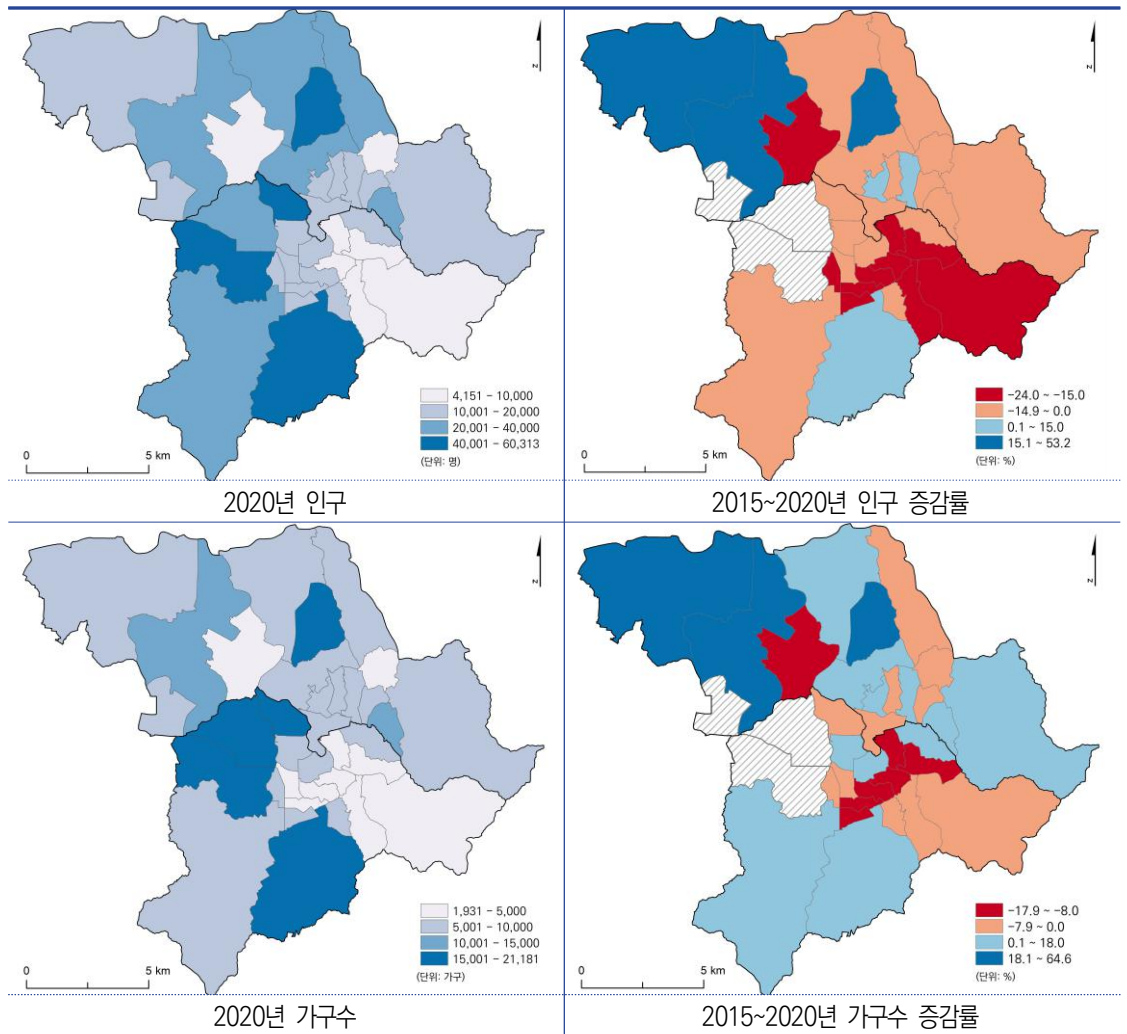 z
4,151 - 10,000
10,001 - 20,000
20,001 - 40,000
40,001 - 60,313
(단위: 명)
0 5 km
2020년 인구
z
-24.0 ~ -15.0
-14.9 ~ 0.0
0.1 ~ 15.0
15.1 ~ 53.2
(단위: %)
0 5 km
2015~2020년 인구 증감률
z
1,931 - 5,000
5,001 - 10,000
10,001 - 15,000
15,001 - 21,181
(단위: 가구)
0 5 km
2020년 가구수
z
-17.9 ~ -8.0
-7.9 ~ 0.0
0.1 ~ 18.0
18.1 ~ 64.6
(단위: %)
0 5 km
2015~2020년 가구수 증감률